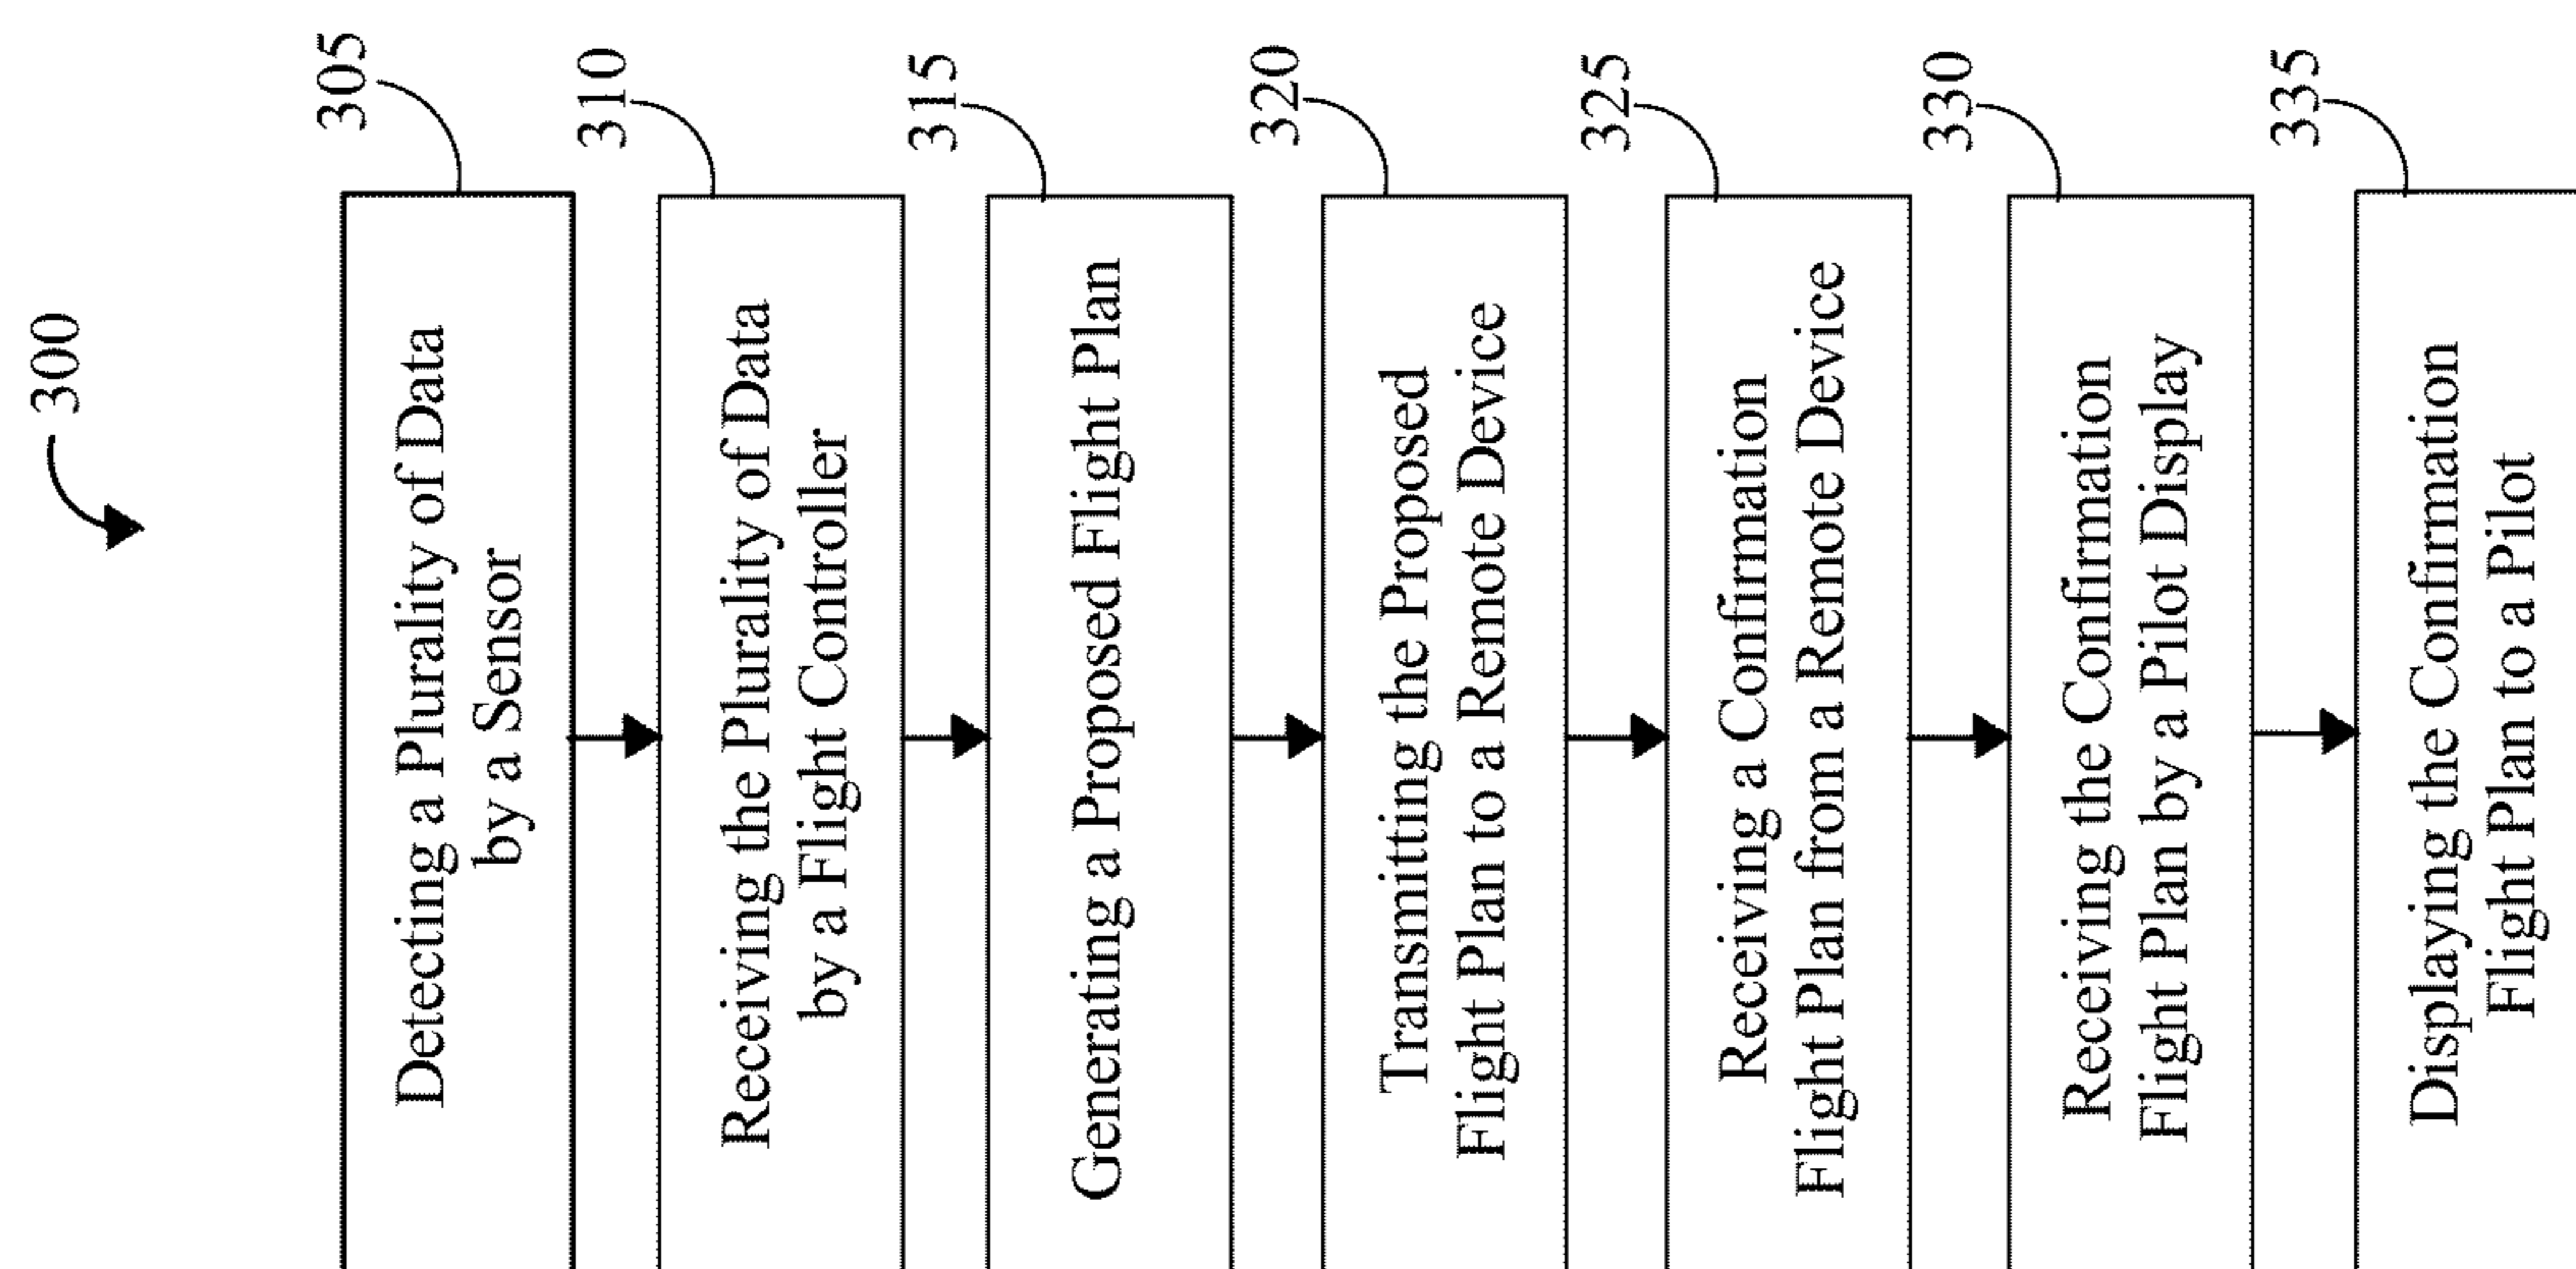 300
305
Detecting a Plurality of Data
by a Sensor
310
Receiving the Plurality of Data
by a Flight Controller
315
Generating a Proposed Flight Plan
320
Transmitting the Proposed
Flight Plan to a Remote Device
325
Receiving a Confirmation
Flight Plan from a Remote Device
330
Receiving the Confirmation
Flight Plan by a Pilot Display
335
Displaying the Confirmation
Flight Plan to a Pilot